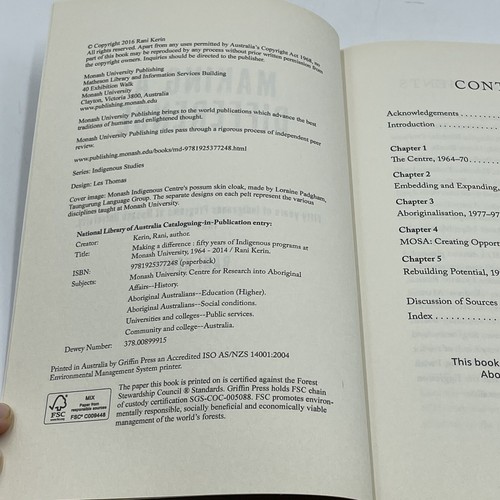 © Copyright 2016 Rani Kerin
All rights reserved. Apart from any uses permitted by Australia's Copyright Act 1968, no
part of this book may be reproduced by any process without prior written permission from
the copyright owners. Inquiries should be directed to the publisher.
Monash University Publishing
Matheson Library and Information Services Building
40 Exhibition Walk
Monash University
Clayton, Victoria 3800, Australia
www.publishing.monash.edu
Monash University Publishing brings to the world publications which advance the best
traditions of humane and enlightened thought.
Monash University Publishing titles pass through a rigorous process of independent peer
review.
www.publishing.monash.edu/books/md-9781925377248.html
Series: Indigenous Studies
Design: Les Thomas
Cover image: Monash Indigenous Centre's possum skin cloak, made by Loraine Padgham,
Taungurung Language Group. The separate designs on each pelt represent the various
disciplines taught at Monash University.
National Library of Australia Cataloguing-in-Publication entry:
Creator: Kerin, Rani, author.
Title: Making a difference : fifty years of Indigenous programs at
Monash University, 1964 - 2014 / Rani Kerin.
ISBN: 9781925377248 (paperback)
Subjects: Monash University. Centre for Research into Aboriginal
Affairs--History.
Aboriginal Australians--Education (Higher).
Aboriginal Australians--Social conditions.
Universities and colleges--Public services.
Community and college--Australia.
Dewey Number: 378.00899915
Printed in Australia by Griffin Press an Accredited ISO AS/NZS 14001:2004
Environmental Management System printer.
FSC
www.fsc.org
MIX
Paper from
responsible sources
FSC® C009448
The paper this book is printed on is certified against the Forest
Stewardship Council ® Standards. Griffin Press holds FSC chain
of custody certification SGS-COC-005088. FSC promotes environ-
mentally responsible, socially beneficial and economically viable
management of the world's forests.
CONT
Acknowledgements . . . . . . . . .
Introduction . . . . . . . . . . .
Chapter 1
The Centre, 1964–70. . . . . . . .
Chapter 2
Embedding and Expanding,
Chapter 3
Aboriginalisation, 1977–9
Chapter 4
MOSA: Creating Opport
Chapter 5
Rebuilding Potential, 19
Discussion of Sources
Index . . . . . . . . . . . .
This book
Abo